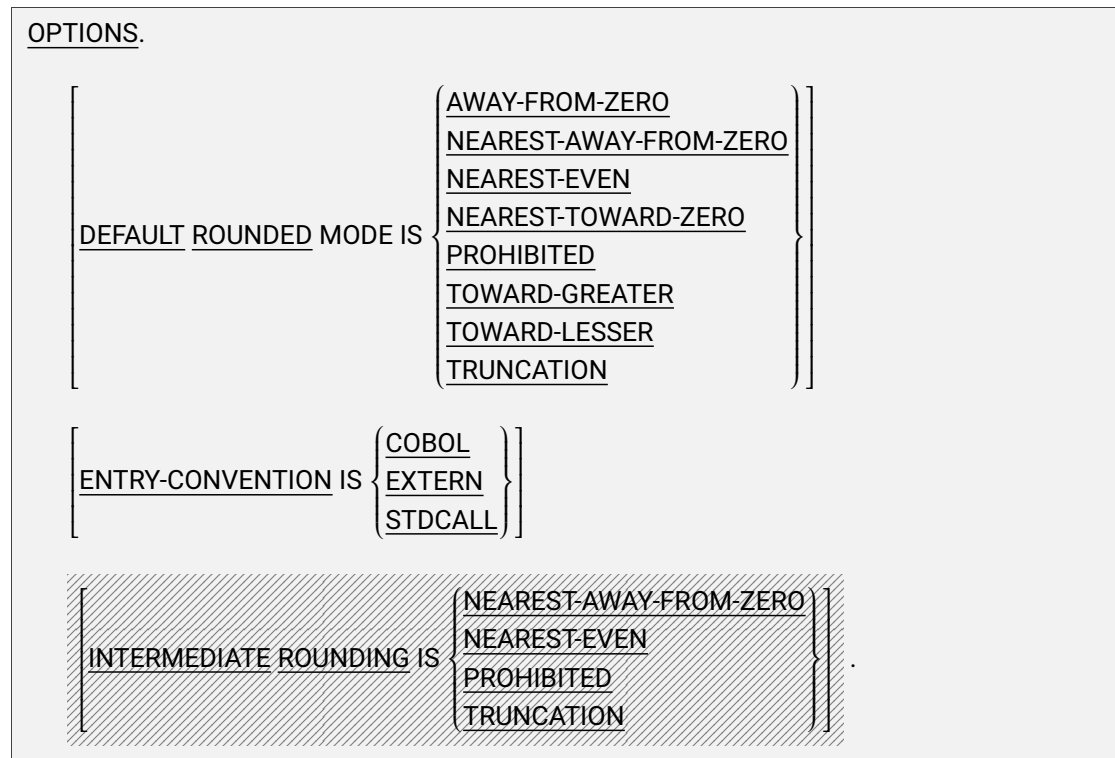 OPTIONS.
AWAY-FROM-ZERO
NEAREST-AWAY-FROM-ZERO
NEAREST-EVEN
NEAREST-TOWARD-ZERO
DEFAULT ROUNDED MODE IS
PROHIBITED
TOWARD-GREATER
TOWARD-LESSER
TRUNCATION
COBOL
ENTRY-CONVENTION IS EXTERN
STDCALL
NEAREST-AWAY-FROM-ZERO
NEAREST-EVEN
INTERMEDIATE ROUNDING IS .
PROHIBITED
TRUNCATION